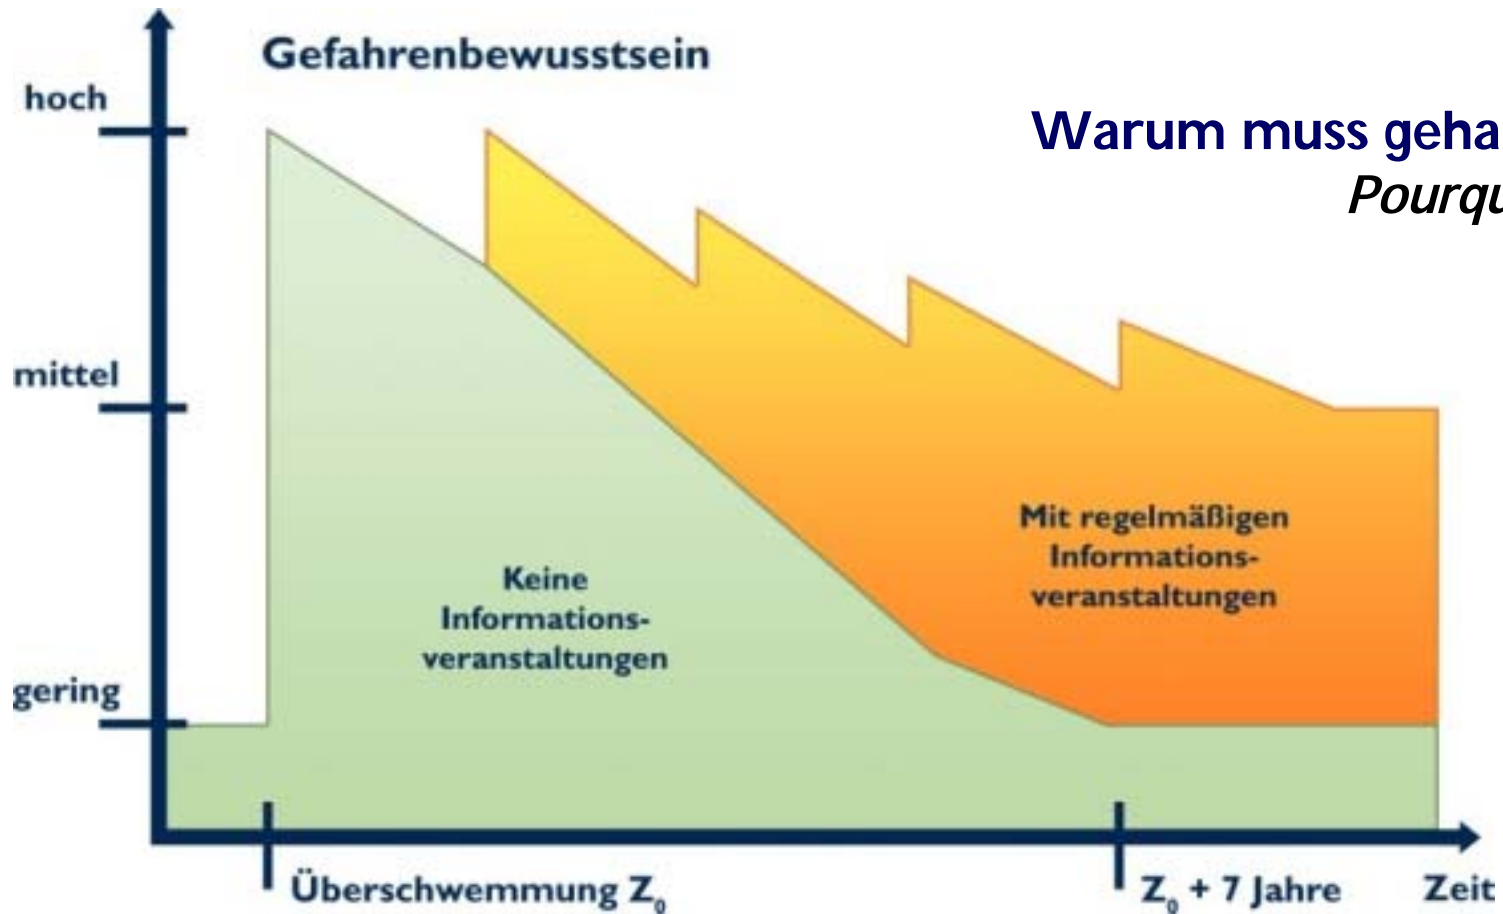 Gefahrenbewusstsein
hoch
Warum muss geha
Pourqu
mittel
Mit regelmäßigen
Informations-
veranstaltungen
Keine
Informations-
veranstaltungen
gering
Überschwemmung Z₀
Z₀ + 7 Jahre
Zeit